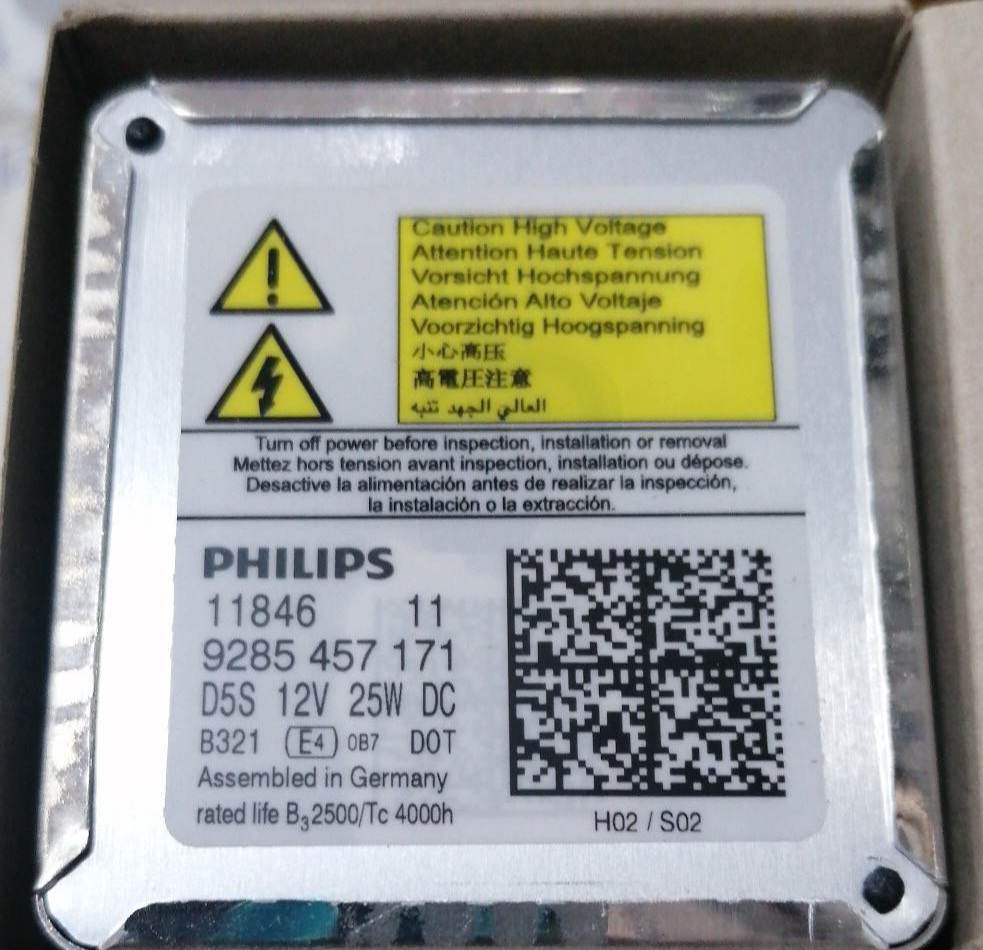 Caution High Voltage
Attention Haute Tension
Vorsicht Hochspannung
Atención Alto Voltaje
Voorzichtig Hoogspanning
小心高压
高電圧注意
العالي الجهد تنبه
Turn off power before inspection, installation or removal
Mettez hors tension avant inspection, installation ou dépose.
Desactive la alimentación antes de realizar la inspección,
la instalación o la extracción.
PHILIPS
11846 11
9285 457 171
D5S 12V 25W DC
B321 E4 0B7 DOT
Assembled in Germany
rated life B3 2500/Tc 4000h
H02 / S02